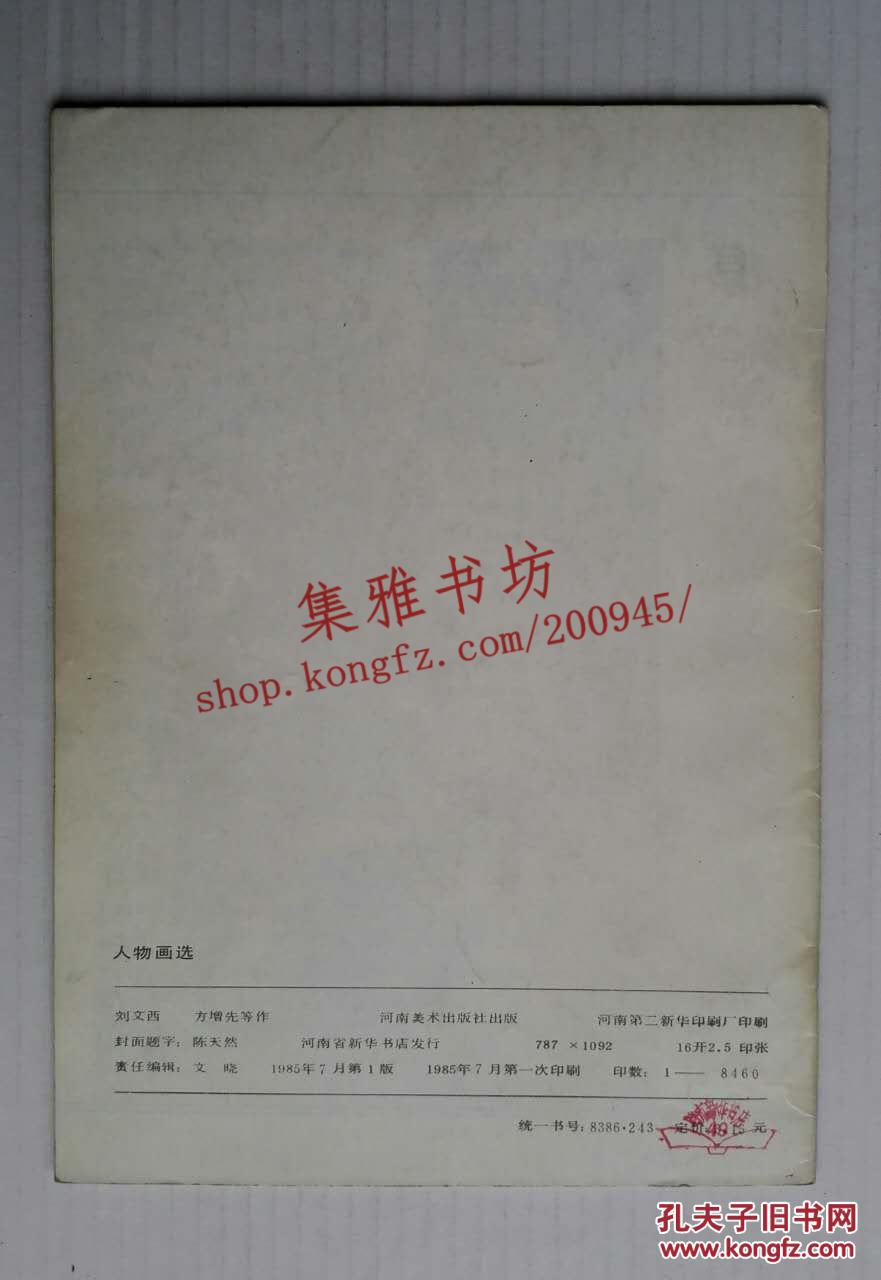 集雅书坊
shop.kongfz.com/200945/
人物画选
刘文西 方增先等作 河南美术出版社出版 河南第二新华印刷厂印刷
封面题字：陈天然 河南省新华书店发行 787×1092 16开2.5 印张
责任编辑：文 晓 1985年7月第1版 1985年7月第一次印刷 印数：1—— 8460
统一书号：8386·243 定价 15 元
49
孔夫子旧书网
www.kongfz.com